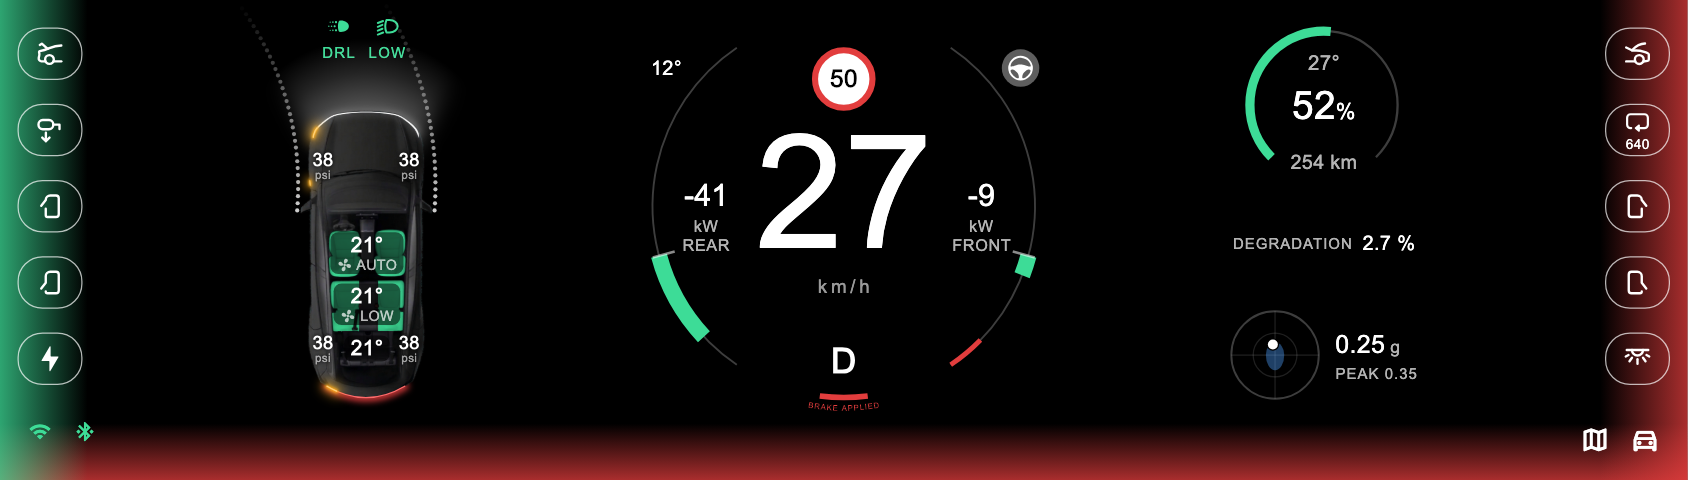 DRL LOW
38 38
psi psi
21°
AUTO
21°
LOW
38 21° 38
psi psi
12°
50
27
km/h
-41
kW
REAR
-9
kW
FRONT
D
BRAKE APPLIED
27°
52%
254 km
DEGRADATION 2.7 %
0.25 g
PEAK 0.35
640